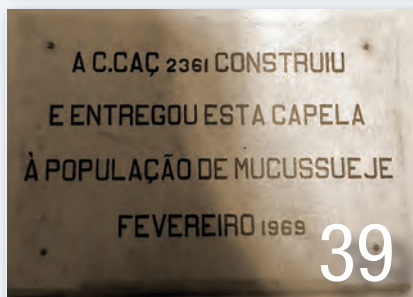 A C.CAÇ 2361 CONSTRUIU
E ENTREGOU ESTA CAPELA
À POPULAÇÃO DE MUCUSSUEJE
FEVEREIRO 1969
39